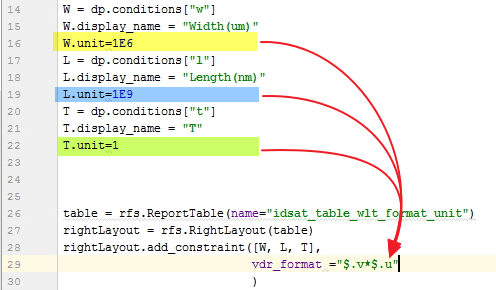 14 W = dp.conditions["w"]
15 W.display_name = "Width(um)"
16 W.unit=1E6
17 L = dp.conditions["l"]
18 L.display_name = "Length(nm)"
19 L.unit=1E9
20 T = dp.conditions["t"]
21 T.display_name = "T"
22 T.unit=1
23
24
25
26 table = rfs.ReportTable(name="idsat_table_wlt_format_unit")
27 rightLayout = rfs.RightLayout(table)
28 rightLayout.add_constraint([W, L, T],
29 vdr_format ="$.v*$.u"
30 )